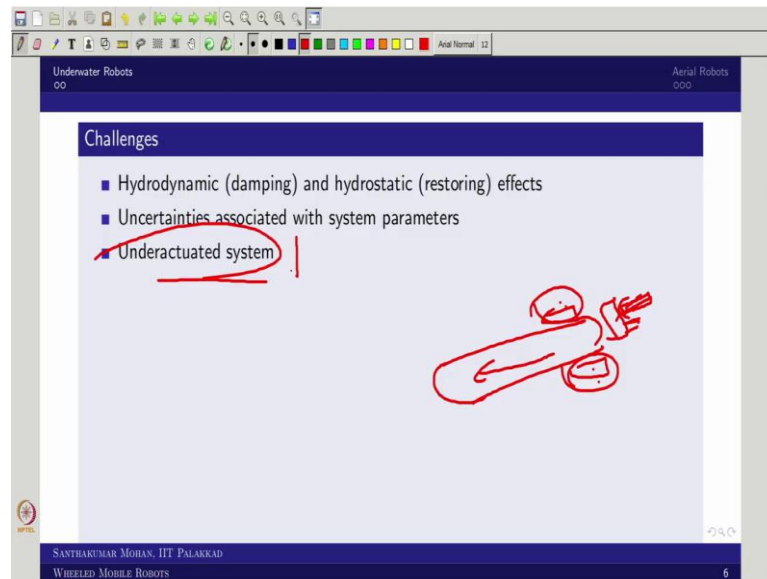 Arial Normal 12
Underwater Robots
Aerial Robots
Challenges
Hydrodynamic (damping) and hydrostatic (restoring) effects
Uncertainties associated with system parameters
Underactuated system
NPTEL
SANTHAKUMAR MOHAN, IIT PALAKKAD
WHEELED MOBILE ROBOTS
6